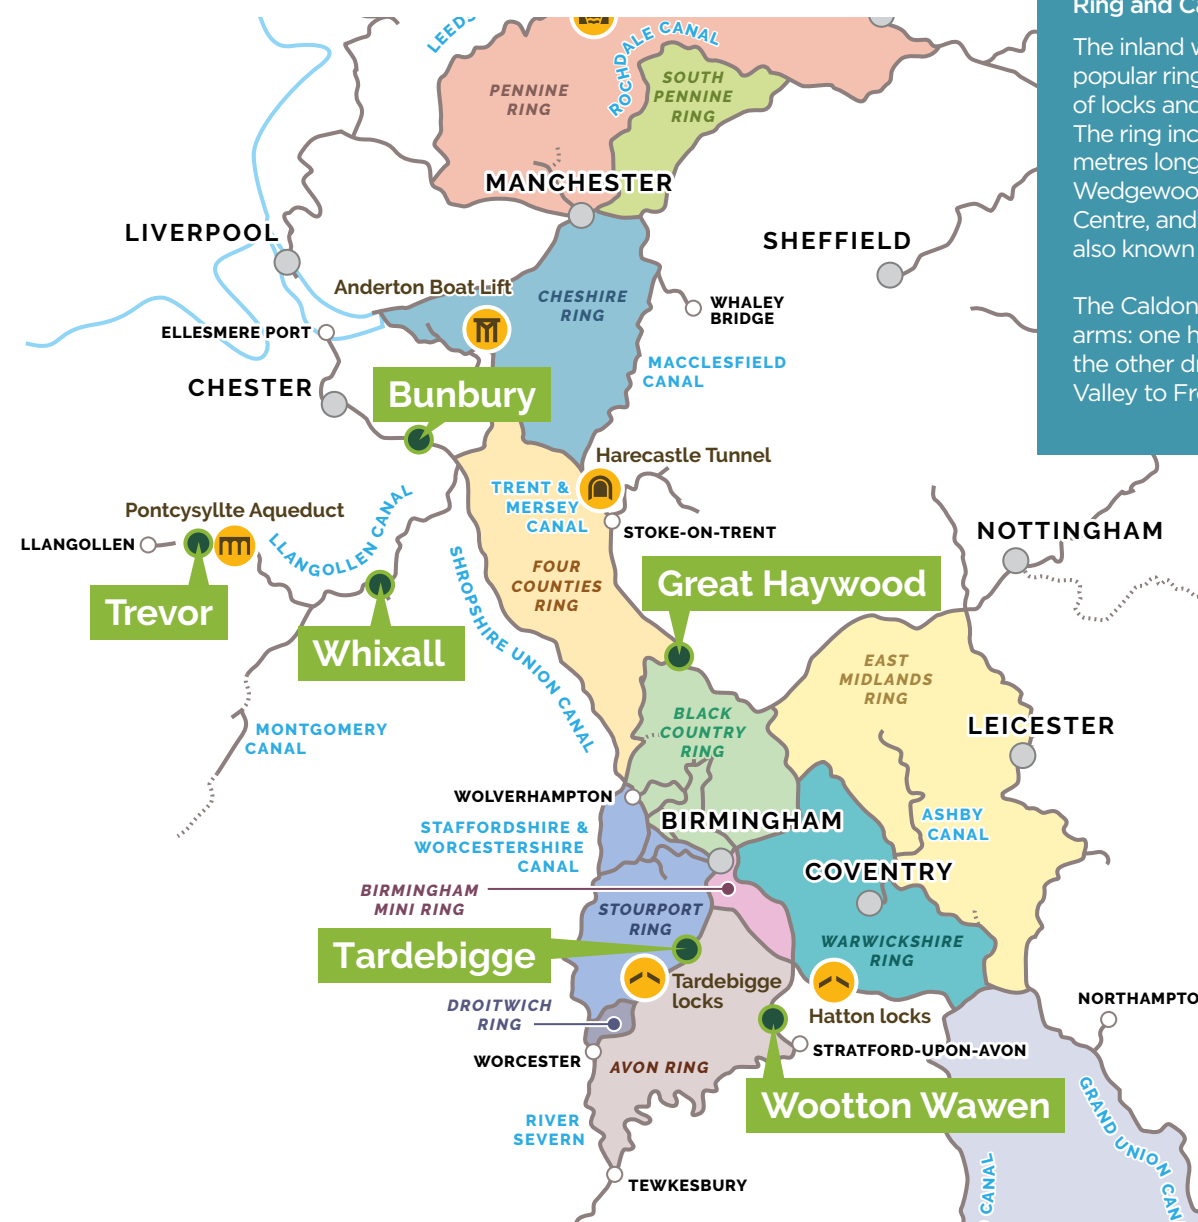 Ring and Ca
LEEDS
ROCHDALE CANAL
The inland w
popular ring
of locks and
The ring inc
metres long
Wedgewoo
Centre, and
also known
The Caldon
arms: one h
the other dr
Valley to Fr
PENNINE
RING
SOUTH
PENNINE
RING
MANCHESTER
LIVERPOOL
SHEFFIELD
Anderton Boat Lift
CHESHIRE
RING
WHALEY
BRIDGE
ELLESMERE PORT
MACCLESFIELD
CANAL
CHESTER
Bunbury
Harecastle Tunnel
TRENT &
MERSEY
CANAL
Pontcysyllte Aqueduct
LLANGOLLEN CANAL
STOKE-ON-TRENT
NOTTINGHAM
LLANGOLLEN
SHROPSHIRE UNION CANAL
FOUR
COUNTIES
RING
Great Haywood
Trevor
Whixall
EAST
MIDLANDS
RING
BLACK
COUNTRY
RING
LEICESTER
MONTGOMERY
CANAL
WOLVERHAMPTON
BIRMINGHAM
ASHBY
CANAL
STAFFORDSHIRE &
WORCESTERSHIRE
CANAL
COVENTRY
BIRMINGHAM
MINI RING
STOURPORT
RING
WARWICKSHIRE
RING
Tardebigge
Tardebigge
locks
DROITWICH
RING
Hatton locks
NORTHAMPTO
WORCESTER
STRATFORD-UPON-AVON
AVON RING
Wootton Wawen
RIVER
SEVERN
GRAND UNION CAN
CANAL
TEWKESBURY